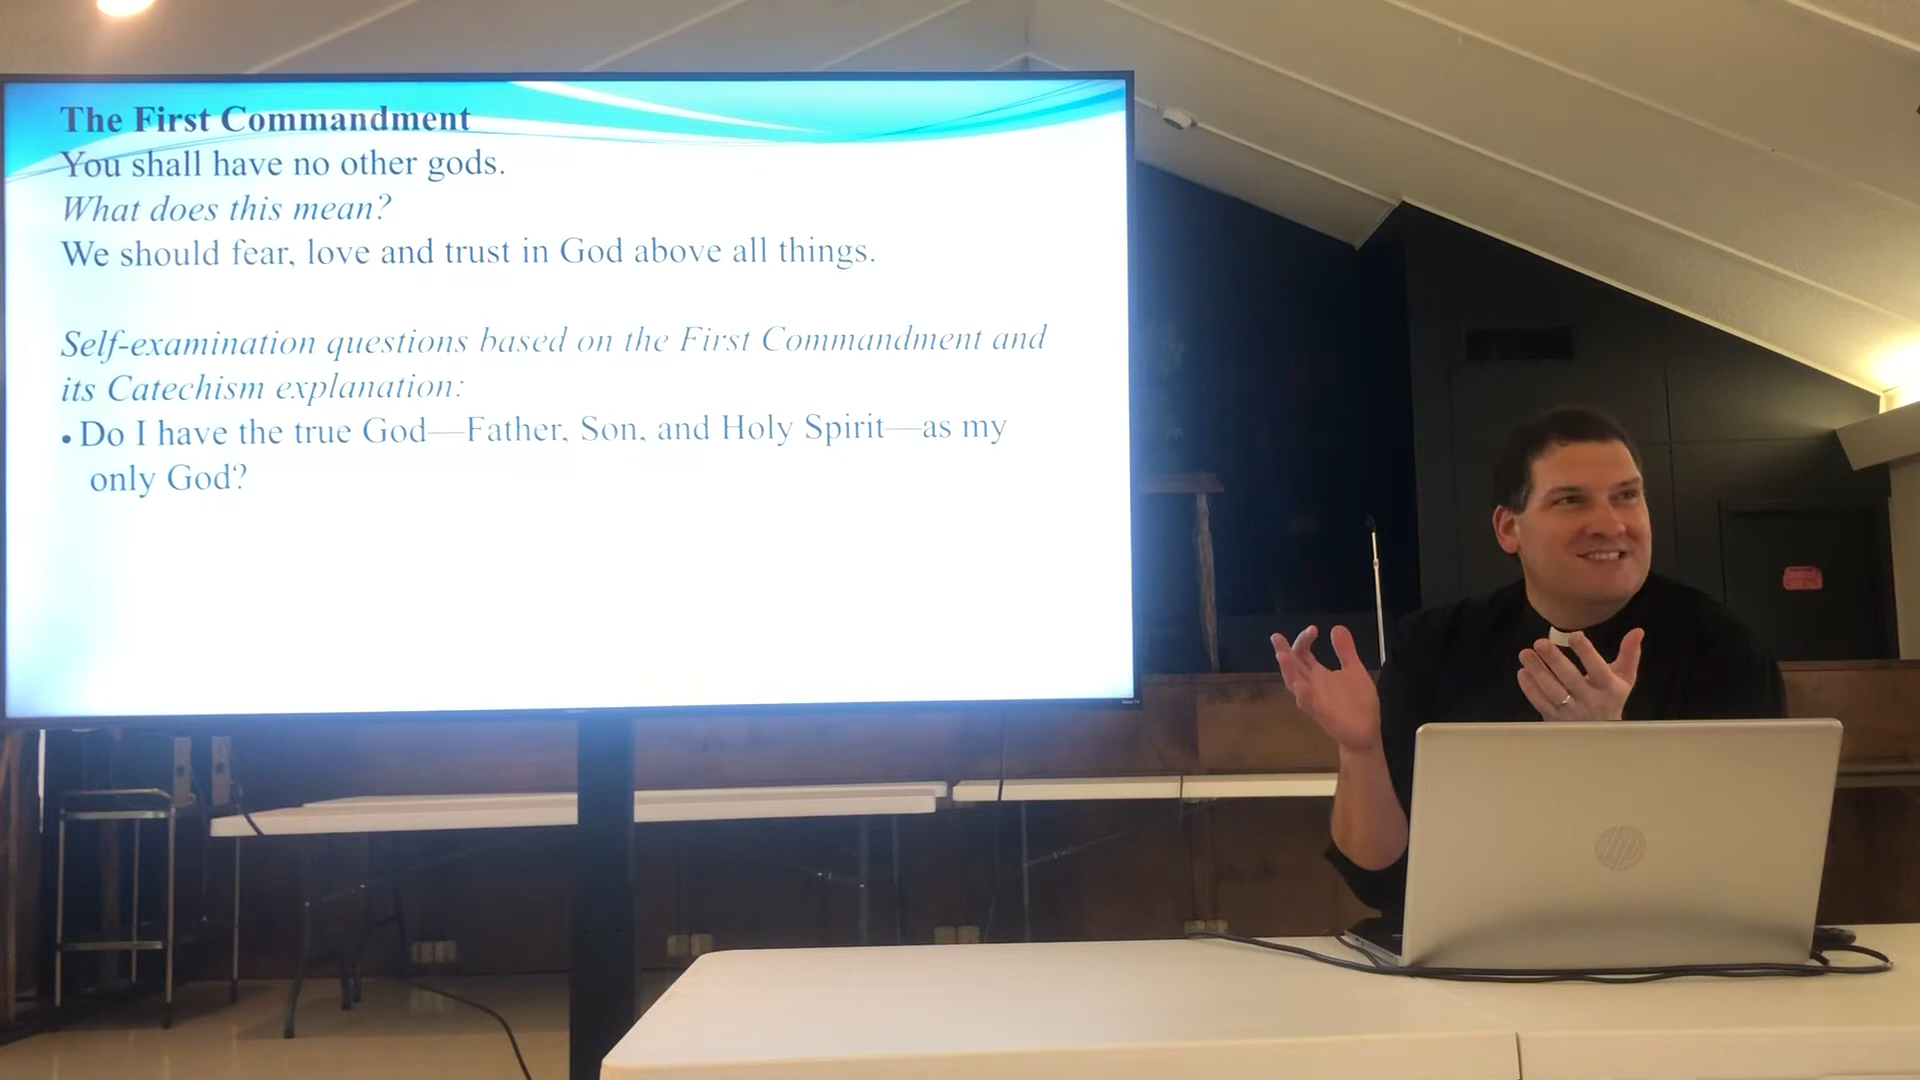 The First Commandment
You shall have no other gods.
What does this mean?
We should fear, love and trust in God above all things.
Self-examination questions based on the First Commandment and
its Catechism explanation:
• Do I have the true God—Father, Son, and Holy Spirit—as my
only God?
hp